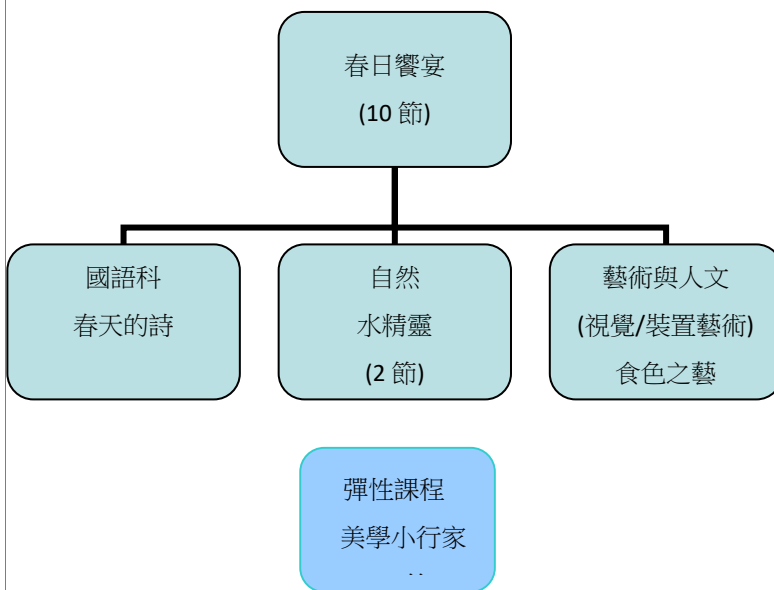 春日饗宴
(10 節)
國語科
春天的詩
自然
水精靈
(2 節)
藝術與人文
(視覺/裝置藝術)
食色之藝
彈性課程
美學小行家